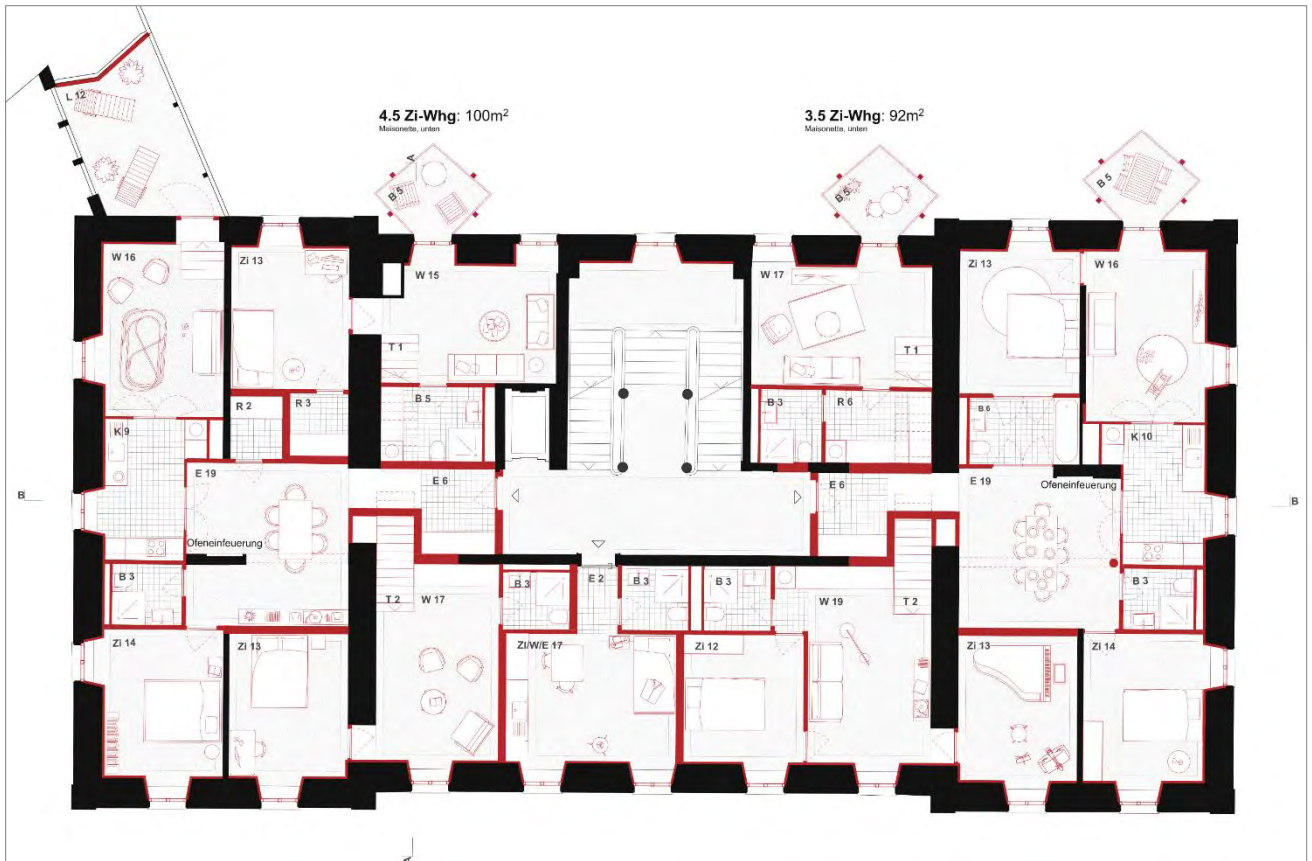 L 12
4.5 Zi-Whg: 100m²
Maisonette, unten
3.5 Zi-Whg: 92m²
Maisonette, unten
A
B 5
B 5
B 5
W 16
Zi 13
W 15
W 17
Zi 13
W 16
T 1
T 1
R 2
R 3
B 5
B 3
R 6
B 6
K 9
K 10
E 19
E 6
E 6
E 19
Ofeneinfeuerung
B
B
Ofeneinfeuerung
B 3
T 2
W 17
B 3
E 2
B 3
B 3
W 19
T 2
B 3
Zi 14
Zi 13
Zi/W/E 17
Zi 12
Zi 13
Zi 14
A